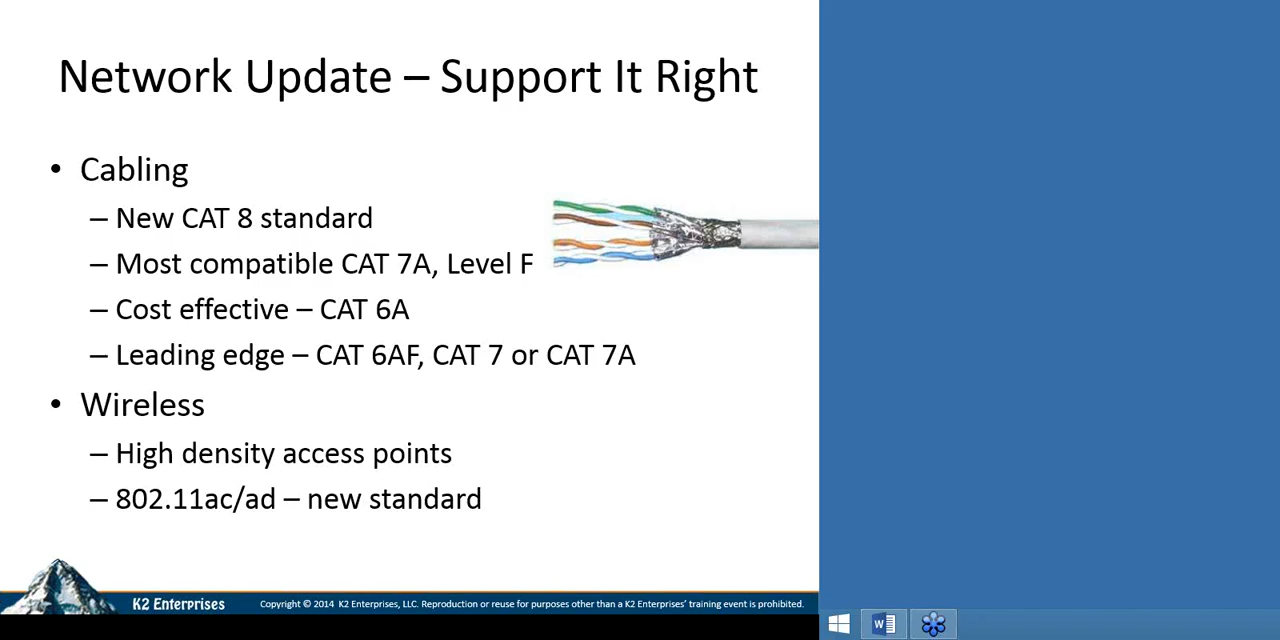 Network Update – Support It Right
• Cabling
– New CAT 8 standard
– Most compatible CAT 7A, Level F
– Cost effective – CAT 6A
– Leading edge – CAT 6AF, CAT 7 or CAT 7A
• Wireless
– High density access points
– 802.11ac/ad – new standard
K2 Enterprises
Copyright © 2014 K2 Enterprises, LLC. Reproduction or reuse for purposes other than a K2 Enterprises' training event is prohibited.
W